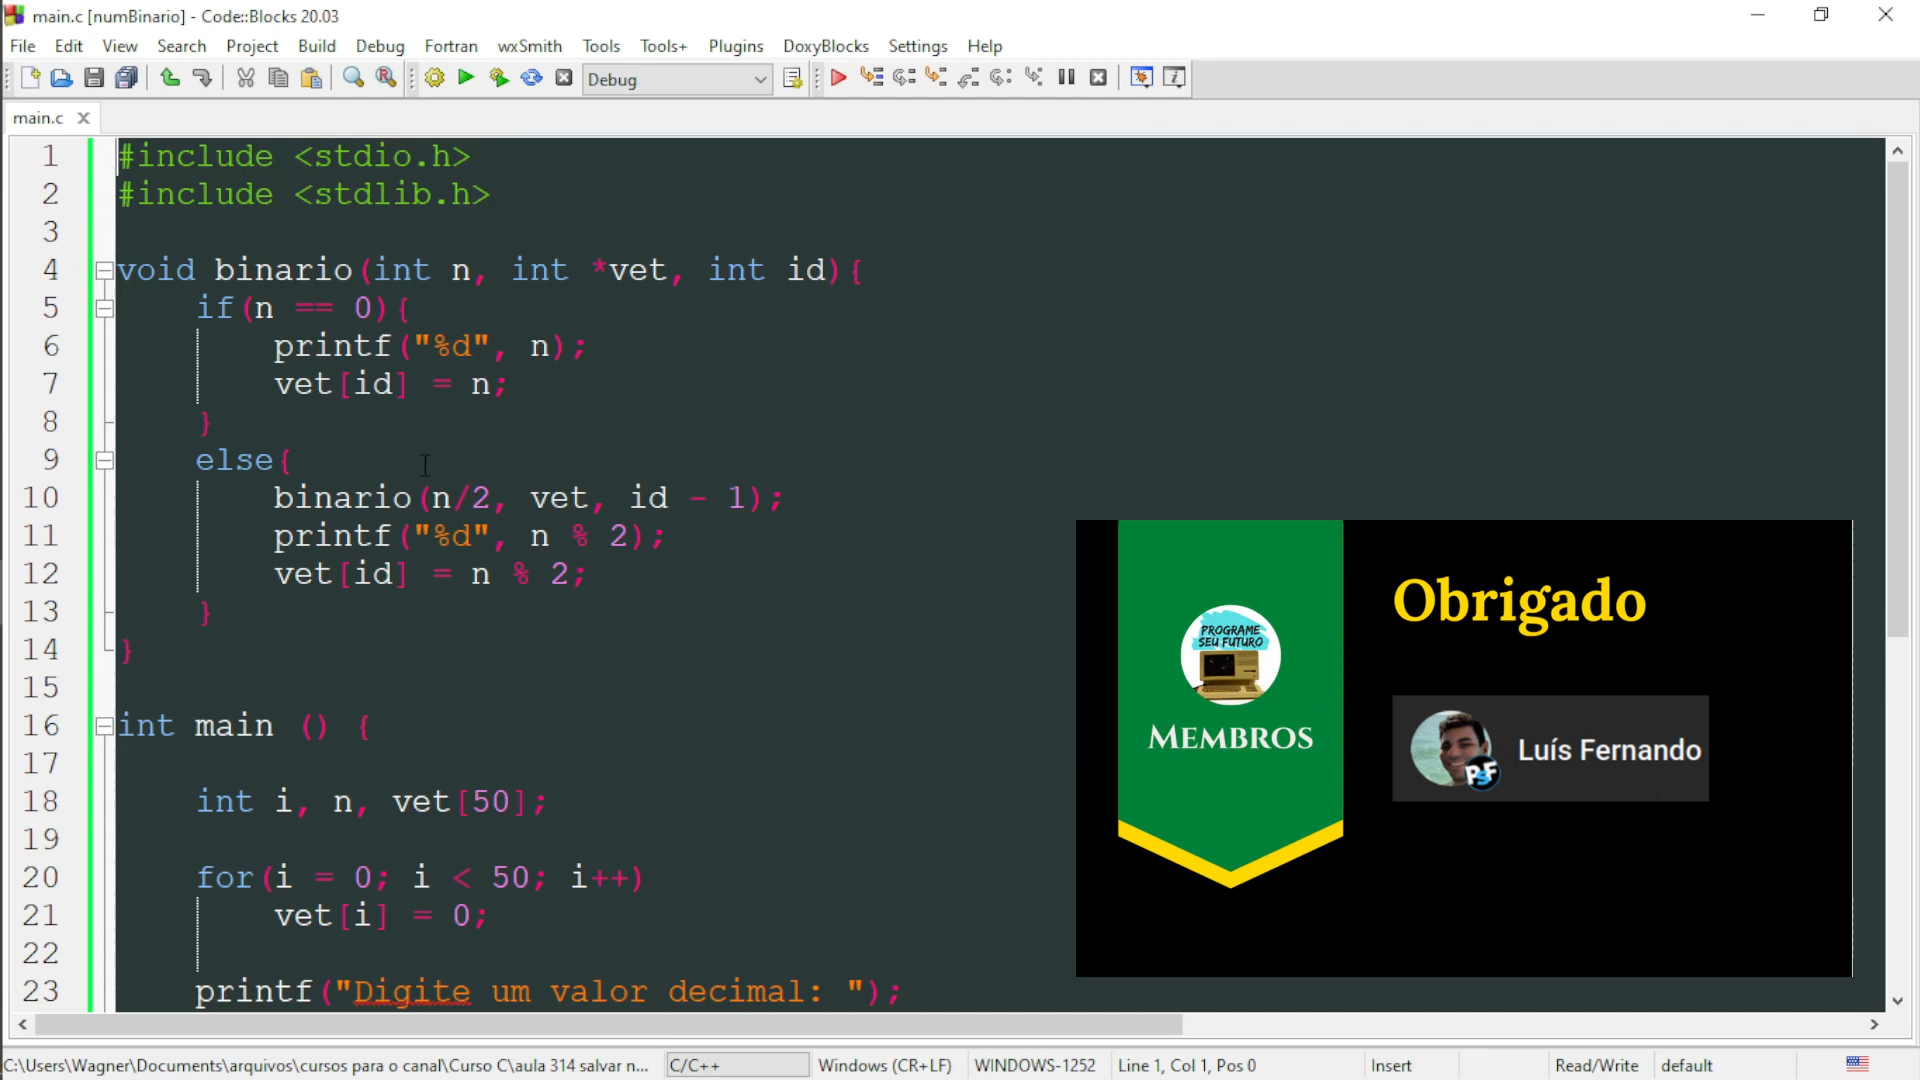 main.c [numBinario] - Code::Blocks 20.03
File Edit View Search Project Build Debug Fortran wxSmith Tools Tools+ Plugins DoxyBlocks Settings Help
Debug
main.c
1 #include <stdio.h>
2 #include <stdlib.h>
3
4 void binario(int n, int *vet, int id){
5 if(n == 0){
6 printf("%d", n);
7 vet[id] = n;
8 }
9 else{
10 binario(n/2, vet, id - 1);
11 printf("%d", n % 2);
12 vet[id] = n % 2;
13 }
14 }
15
16 int main () {
17
18 int i, n, vet[50];
19
20 for(i = 0; i < 50; i++)
21 vet[i] = 0;
22
23 printf("Digite um valor decimal: ");
PROGRAME
SEU FUTURO
MEMBROS
Obrigado
PSF
Luís Fernando
C:\Users\Wagner\Documents\arquivos\cursos para o canal\Curso C\aula 314 salvar n... C/C++ Windows (CR+LF) WINDOWS-1252 Line 1, Col 1, Pos 0 Insert Read/Write default